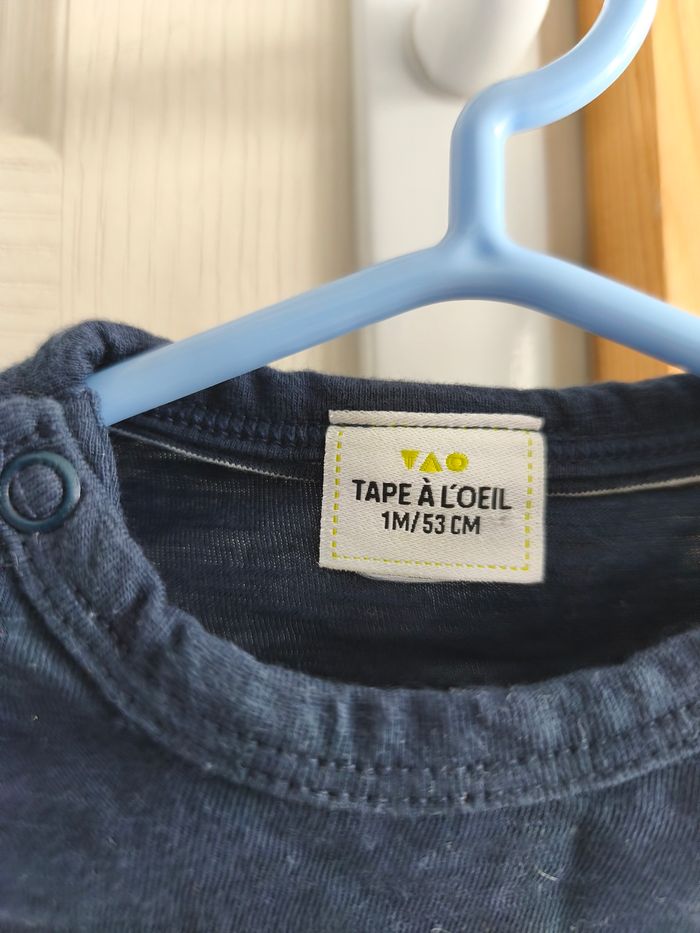 TAO
TAPE À L'OEIL
1M/53 CM